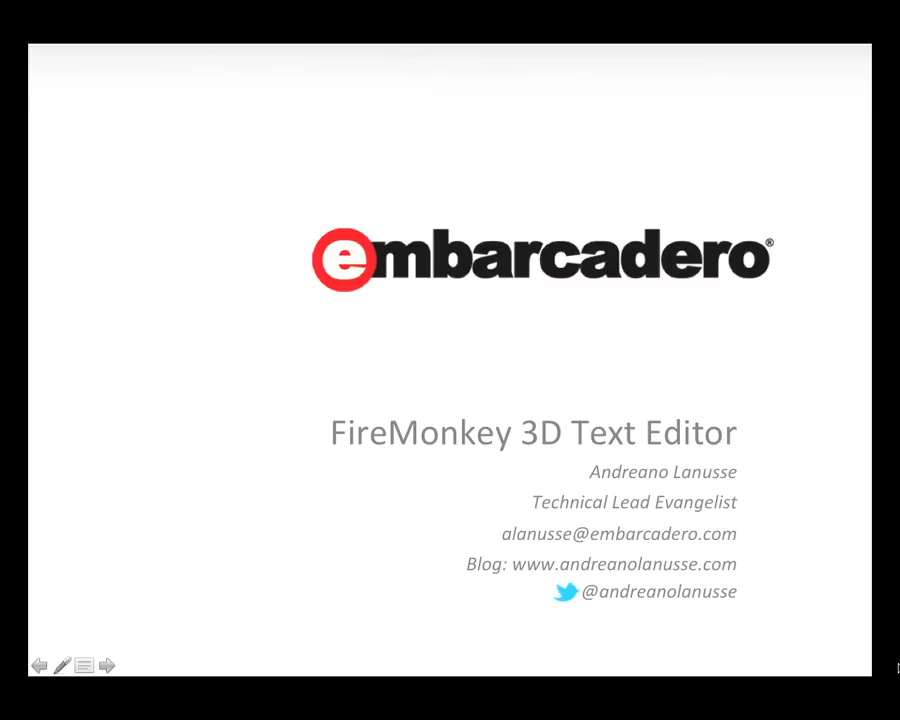 embarcadero®
FireMonkey 3D Text Editor
Andreano Lanusse
Technical Lead Evangelist
alanusse@embarcadero.com
Blog: www.andreanolanusse.com
@andreanolanusse